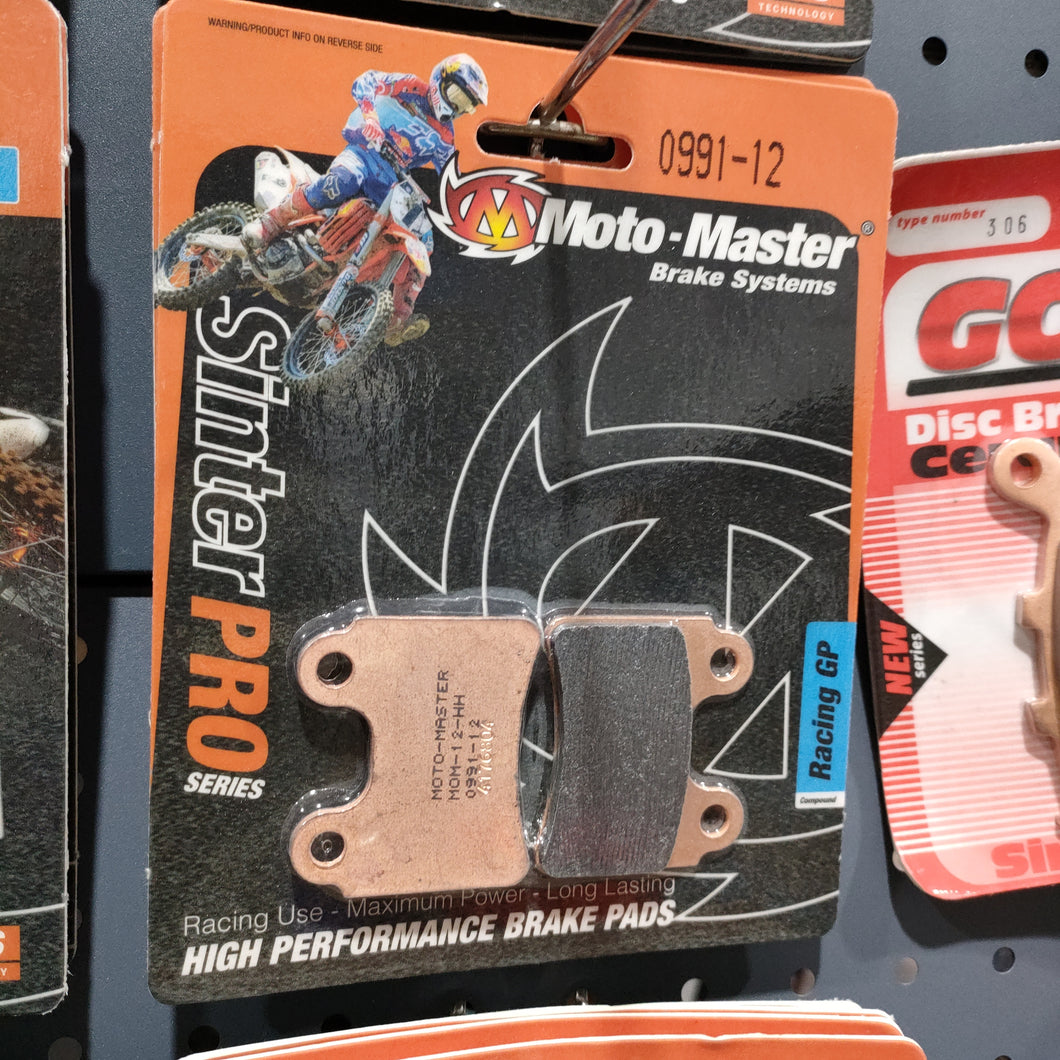 TECHNOLOGY
WARNING/PRODUCT INFO ON REVERSE SIDE
0991-12
Moto-Master®
Brake Systems
Sinter PRO
SERIES
MOTO-MASTER
MOM-12-HH
0991-12
Racing GP
Compound
Racing Use - Maximum Power - Long Lasting
HIGH PERFORMANCE BRAKE PADS
type number 306
Disc
NEW
series